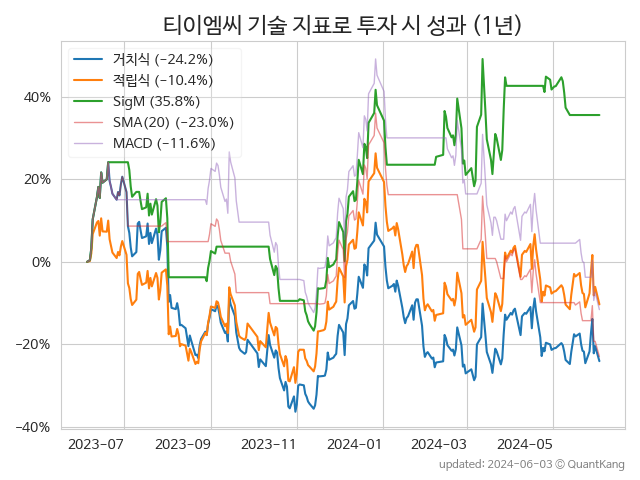 티이엠씨 기술 지표로 투자 시 성과 (1년)
거치식 (−24.2%)
적립식 (−10.4%)
SigM (35.8%)
SMA(20) (−23.0%)
MACD (−11.6%)
40%
20%
0%
−20%
−40%
2023-07 2023-09 2023-11 2024-01 2024-03 2024-05
updated: 2024-06-03 ⓒ QuantKang